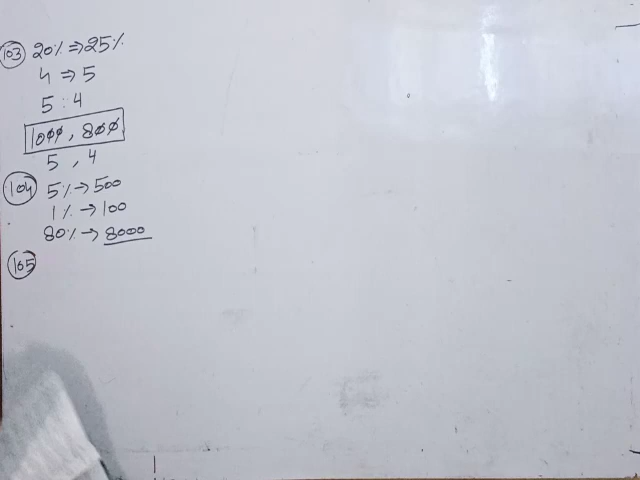 103 20% ⇒ 25%
4 ⇒ 5
5 : 4
1000, 800
5 , 4
104 5% → 500
1% → 100
80% → 8000
105